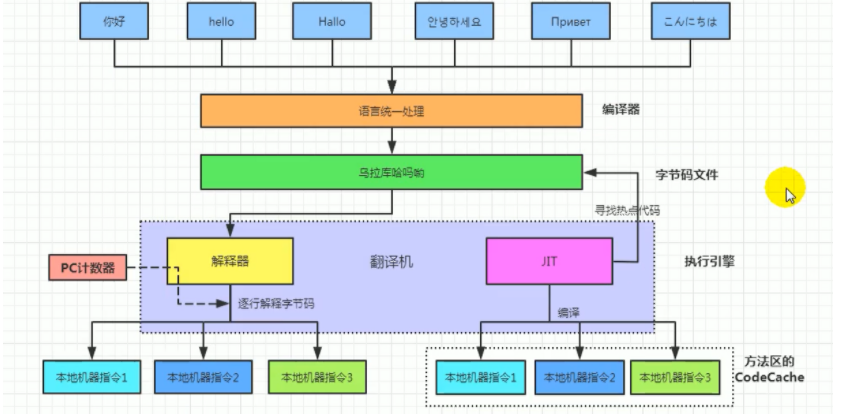 你好
hello
Hallo
안녕하세요
Привет
こんにちは
语言统一处理
编译器
乌拉库哈吗呦
字节码文件
寻找热点代码
解释器
翻译机
JIT
执行引擎
PC计数器
逐行解释字节码
编译
本地机器指令1
本地机器指令2
本地机器指令3
本地机器指令1
本地机器指令2
本地机器指令3
方法区的
CodeCache